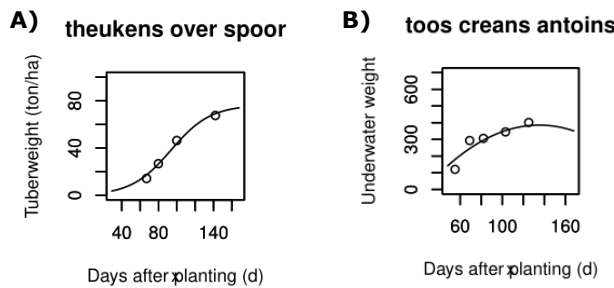 A) theukens over spoor
Tuberweight (ton/ha)
80
40
0
40 80 140
Days after planting (d)
B) toos creans antoins
Underwater weight
600
300
0
60 100 160
Days after planting (d)